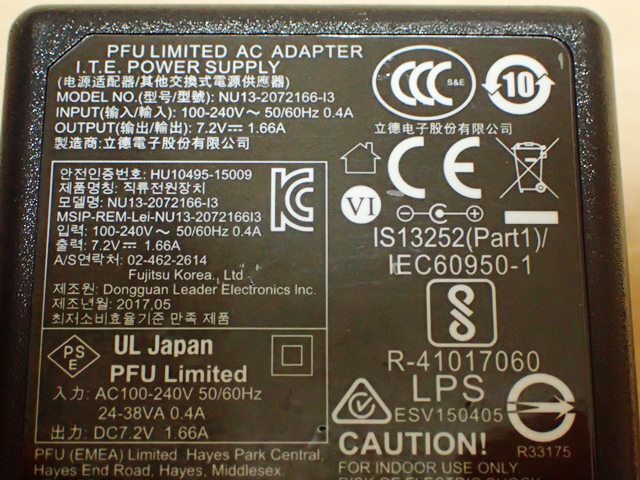 PFU LIMITED AC ADAPTER
I.T.E. POWER SUPPLY
(电源适配器/其他交換式電源供應器)
MODEL NO.(型号/型號): NU13-2072166-I3
INPUT(输入/輸入): 100-240V～ 50/60Hz 0.4A
OUTPUT(输出/輸出): 7.2V⎓ 1.66A
製造商: 立德電子股份有限公司
CCC S&E
10
立德电子股份有限公司
안전인증번호: HU10495-15009
제품명칭: 직류전원장치
모델명: NU13-2072166-I3
MSIP-REM-Lei-NU13-2072166I3
입력: 100-240V～ 50/60Hz 0.4A
출력: 7.2V⎓ 1.66A
A/S연락처: 02-462-2614
Fujitsu Korea., Ltd
제조원: Dongguan Leader Electronics Inc.
제조년월: 2017.05
최저소비효율기준 만족 제품
CE
VI
IS13252(Part1)/
IEC60950-1
R-41017060
PSE
UL Japan
PFU Limited
入力: AC100-240V 50/60Hz
24-38VA 0.4A
出力: DC7.2V 1.66A
LPS
ESV150405
R33175
CAUTION!
FOR INDOOR USE ONLY.
RISK OF ELECTRIC SHOCK
PFU (EMEA) Limited Hayes Park Central,
Hayes End Road, Hayes, Middlesex